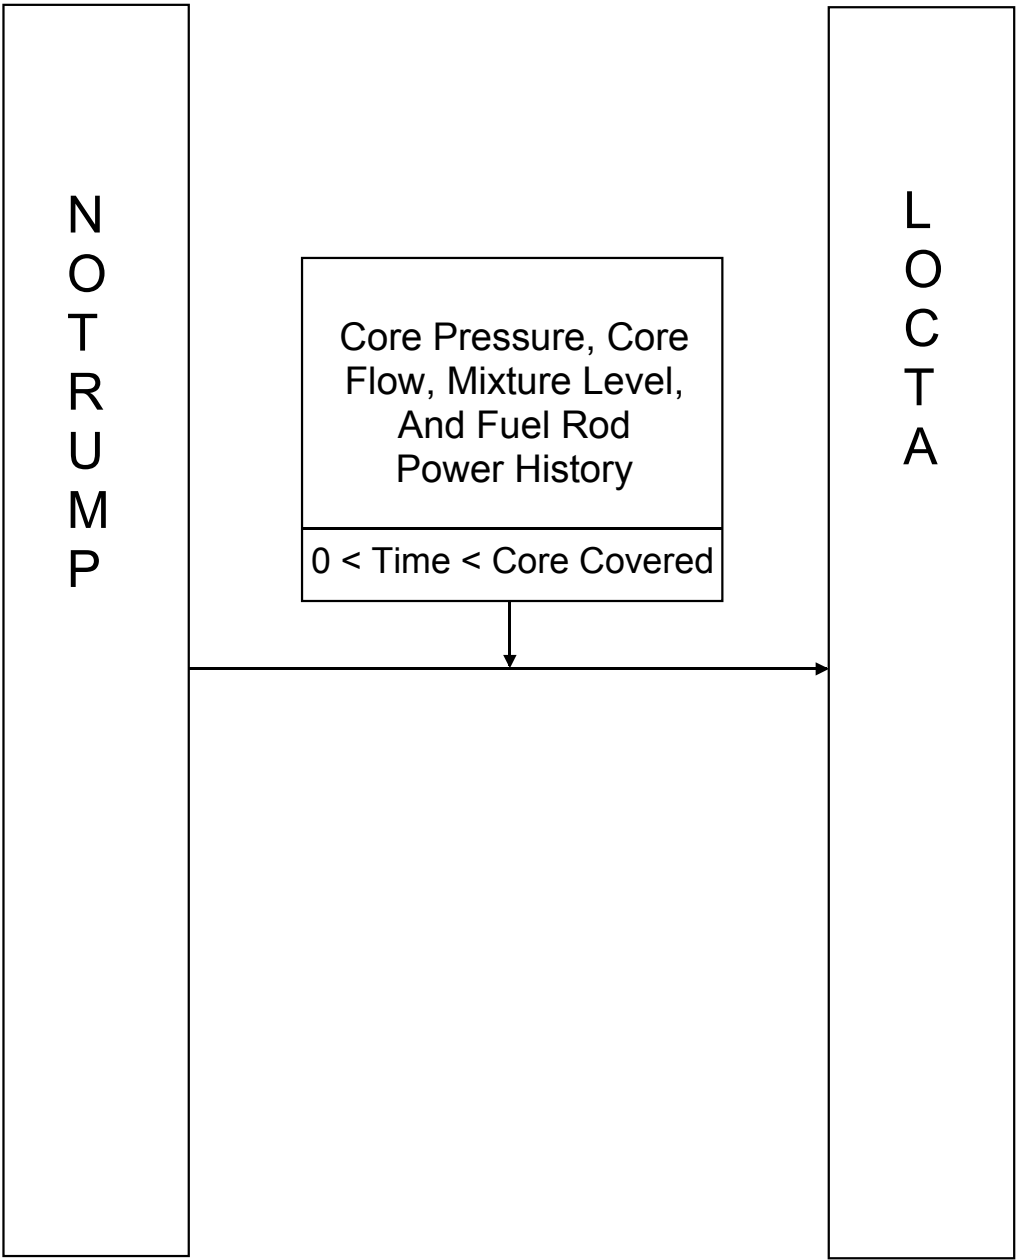 N
O
T
R
U
M
P
Core Pressure, Core
Flow, Mixture Level,
And Fuel Rod
Power History
0 < Time < Core Covered
L
O
C
T
A